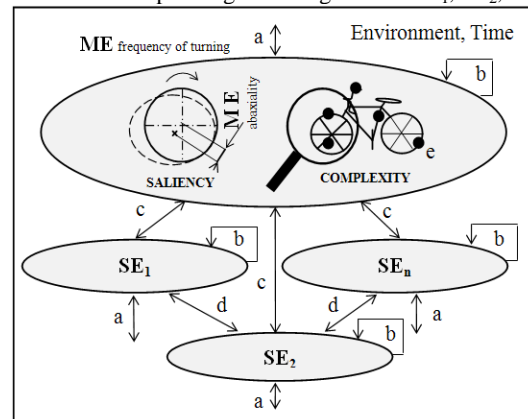 ME frequency of turning
a
Environment, Time
b
ME
abaxiality
e
SALIENCY
COMPLEXITY
c
c
b
b
SE1
c
SEn
a
d
d
b
a
SE2
a